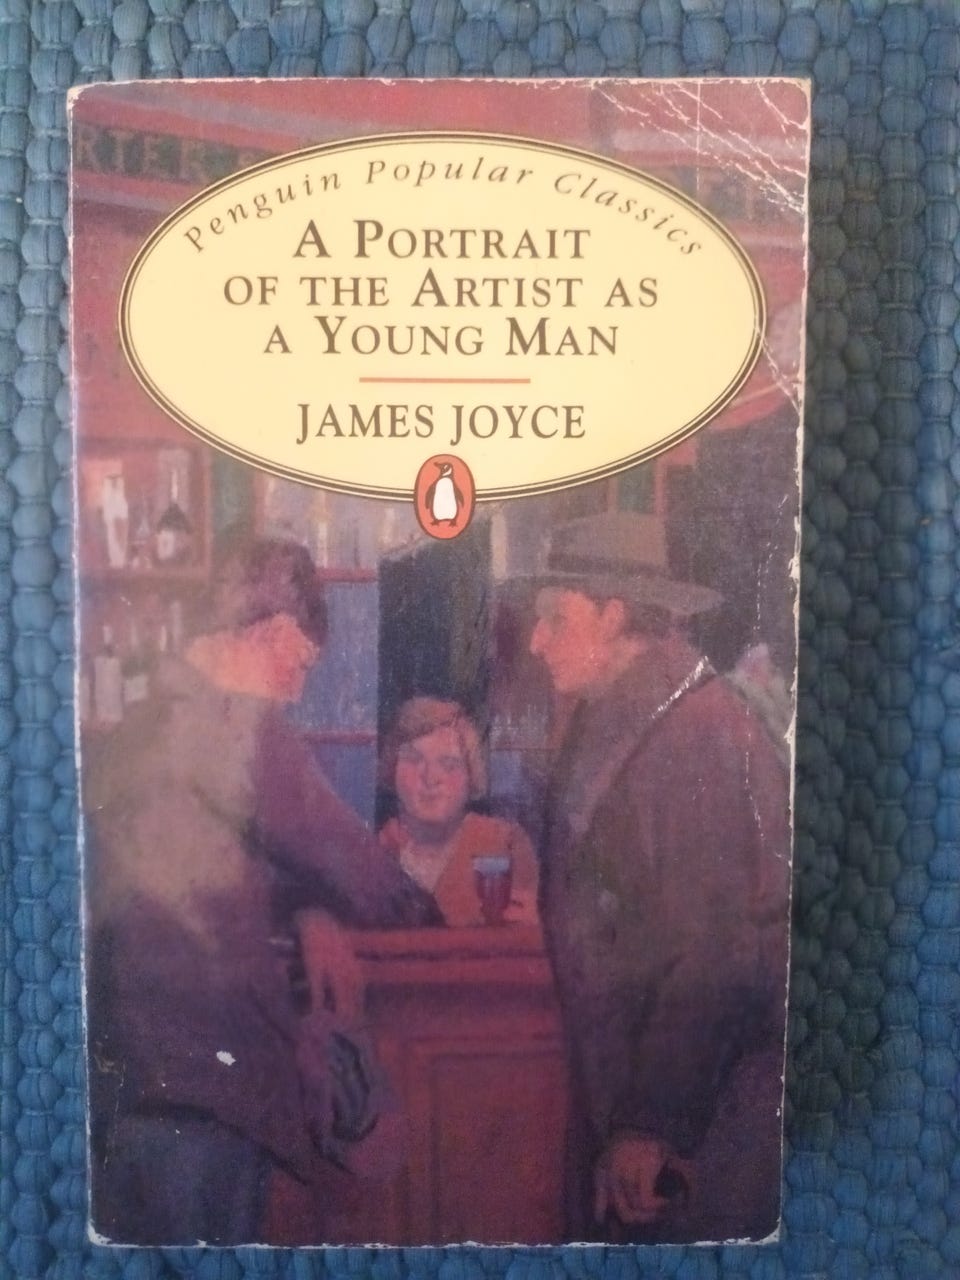 Penguin Popular Classics
A PORTRAIT
OF THE ARTIST AS
A YOUNG MAN
JAMES JOYCE